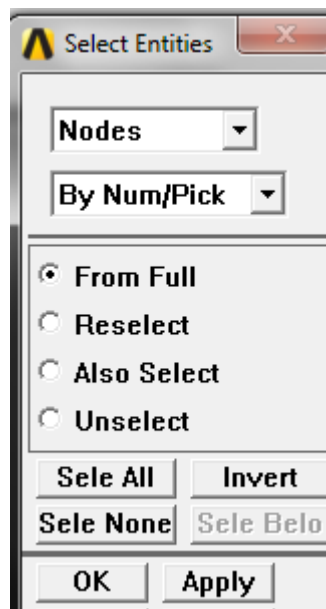 Select Entities
Nodes
By Num/Pick
From Full
Reselect
Also Select
Unselect
Sele All Invert
Sele None Sele Belo
OK Apply